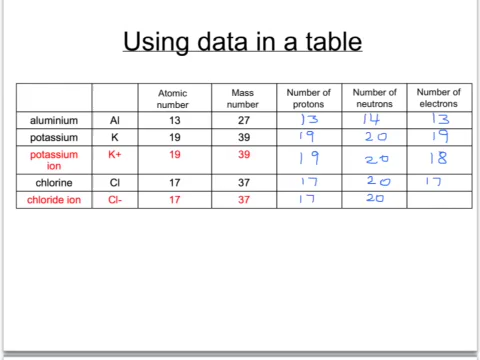 Using data in a table
Atomic number Mass number Number of protons Number of neutrons Number of electrons
aluminium Al 13 27 13 14 13
potassium K 19 39 19 20 19
potassium ion K+ 19 39 19 20 18
chlorine Cl 17 37 17 20 17
chloride ion Cl- 17 37 17 20